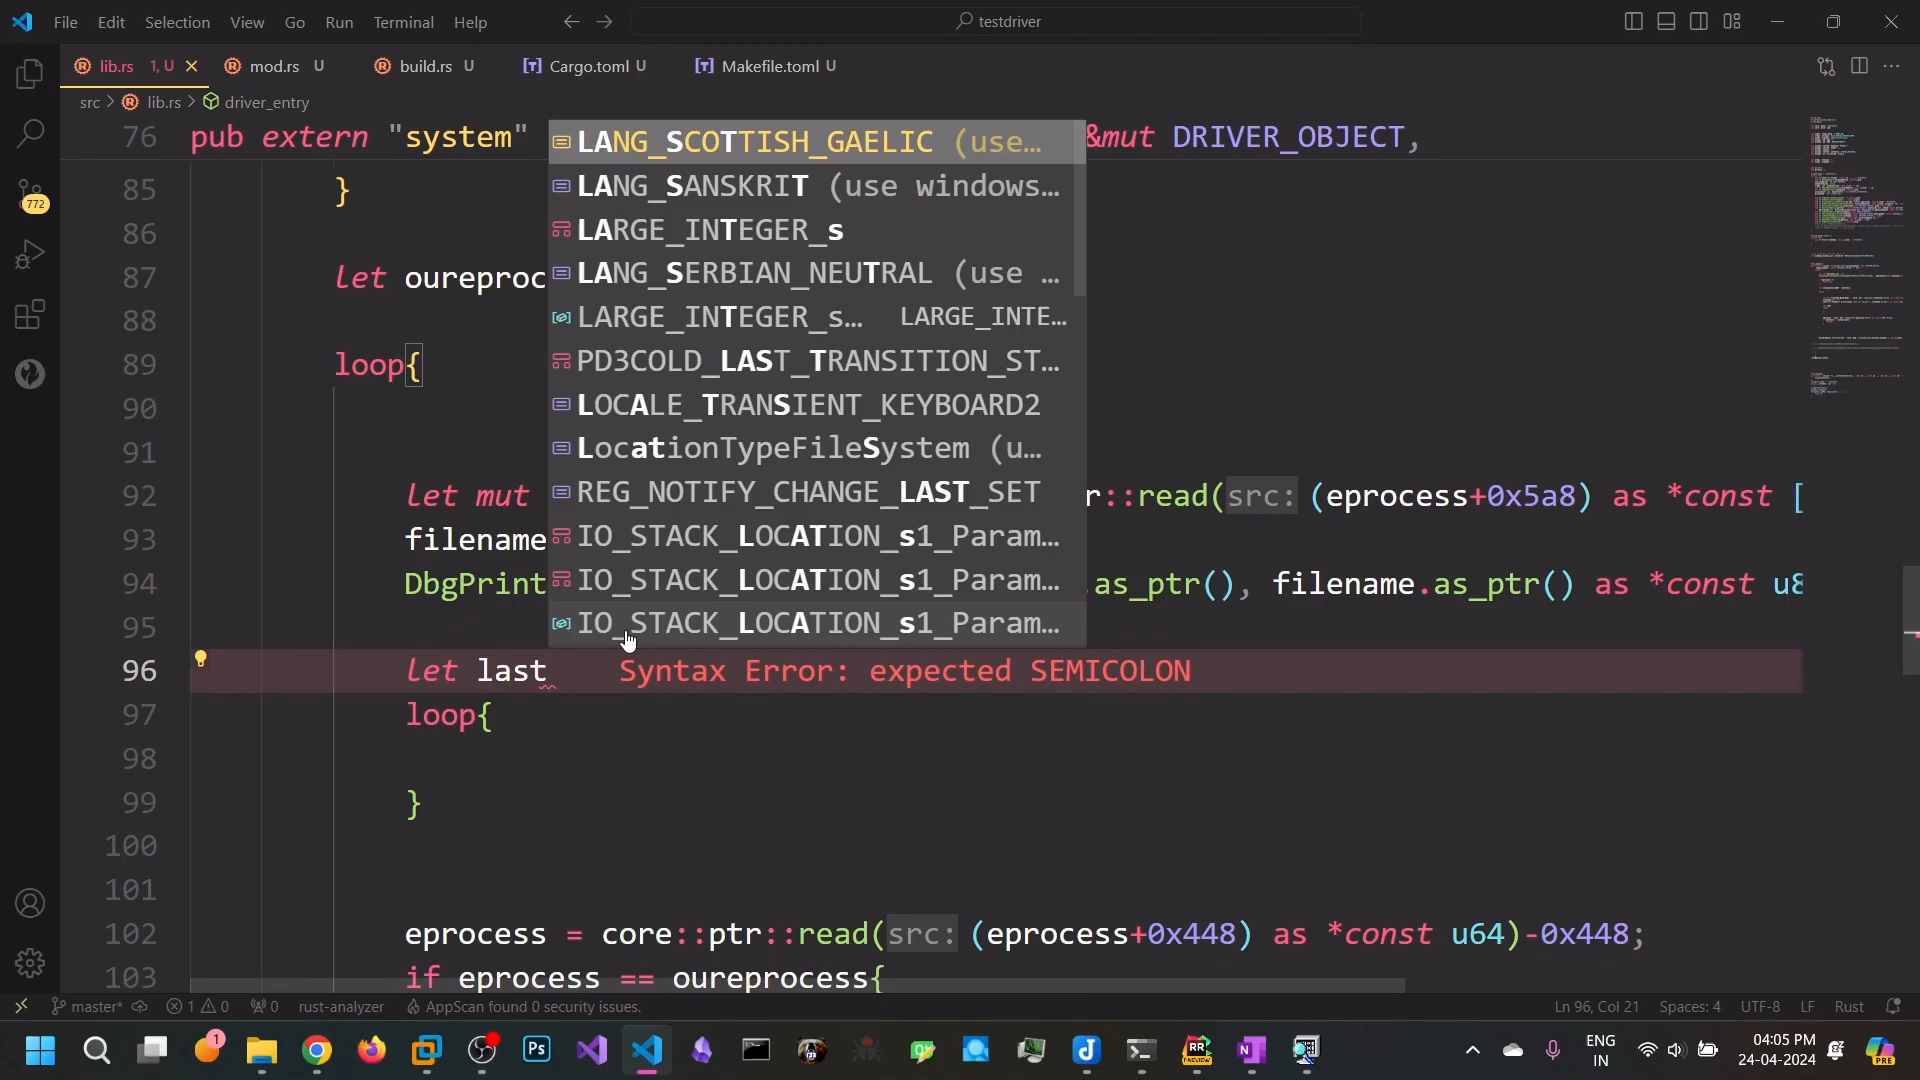 File Edit Selection View Go Run Terminal Help
testdriver
lib.rs 1, U
mod.rs U
build.rs U
Cargo.toml U
Makefile.toml U
src > lib.rs > driver_entry
76 pub extern "system" &mut DRIVER_OBJECT,
LANG_SCOTTISH_GAELIC (use...
LANG_SANSKRIT (use windows...
LARGE_INTEGER_s
LANG_SERBIAN_NEUTRAL (use ...
LARGE_INTEGER_s... LARGE_INTE...
PD3COLD_LAST_TRANSITION_ST...
LOCALE_TRANSIENT_KEYBOARD2
LocationTypeFileSystem (u...
REG_NOTIFY_CHANGE_LAST_SET
IO_STACK_LOCATION_s1_Param...
IO_STACK_LOCATION_s1_Param...
IO_STACK_LOCATION_s1_Param...
85 }
86
87 let oureproc
88
89 loop{
90
91
92 let mut r::read(src: (eprocess+0x5a8) as *const [
93 filename
94 DbgPrint .as_ptr(), filename.as_ptr() as *const u8
95
96 let last Syntax Error: expected SEMICOLON
97 loop{
98
99 }
100
101
102 eprocess = core::ptr::read(src: (eprocess+0x448) as *const u64)-0x448;
103 if eprocess == oureprocess{
772
master* 1 0 0 rust-analyzer AppScan found 0 security issues.
Ln 96, Col 21 Spaces: 4 UTF-8 LF Rust
1
Ps
PRE
ENG
IN
04:05 PM
24-04-2024